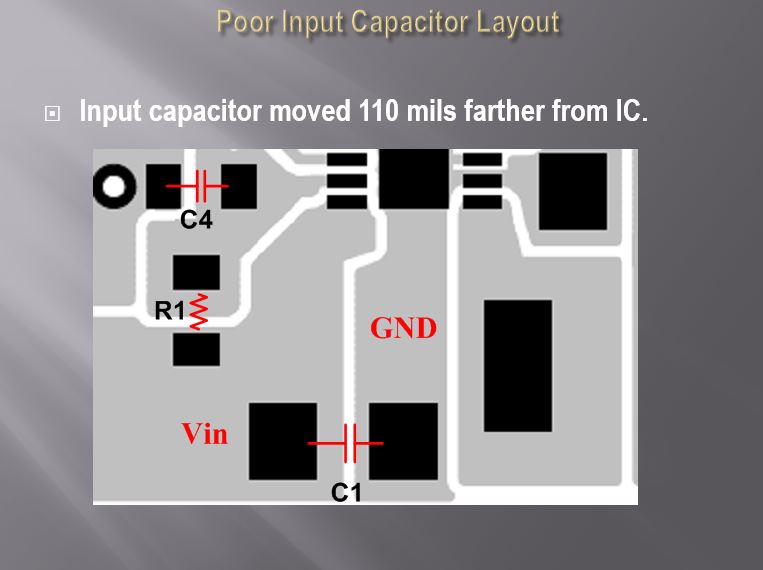 Poor Input Capacitor Layout
Input capacitor moved 110 mils farther from IC.
C4
R1
GND
Vin
C1